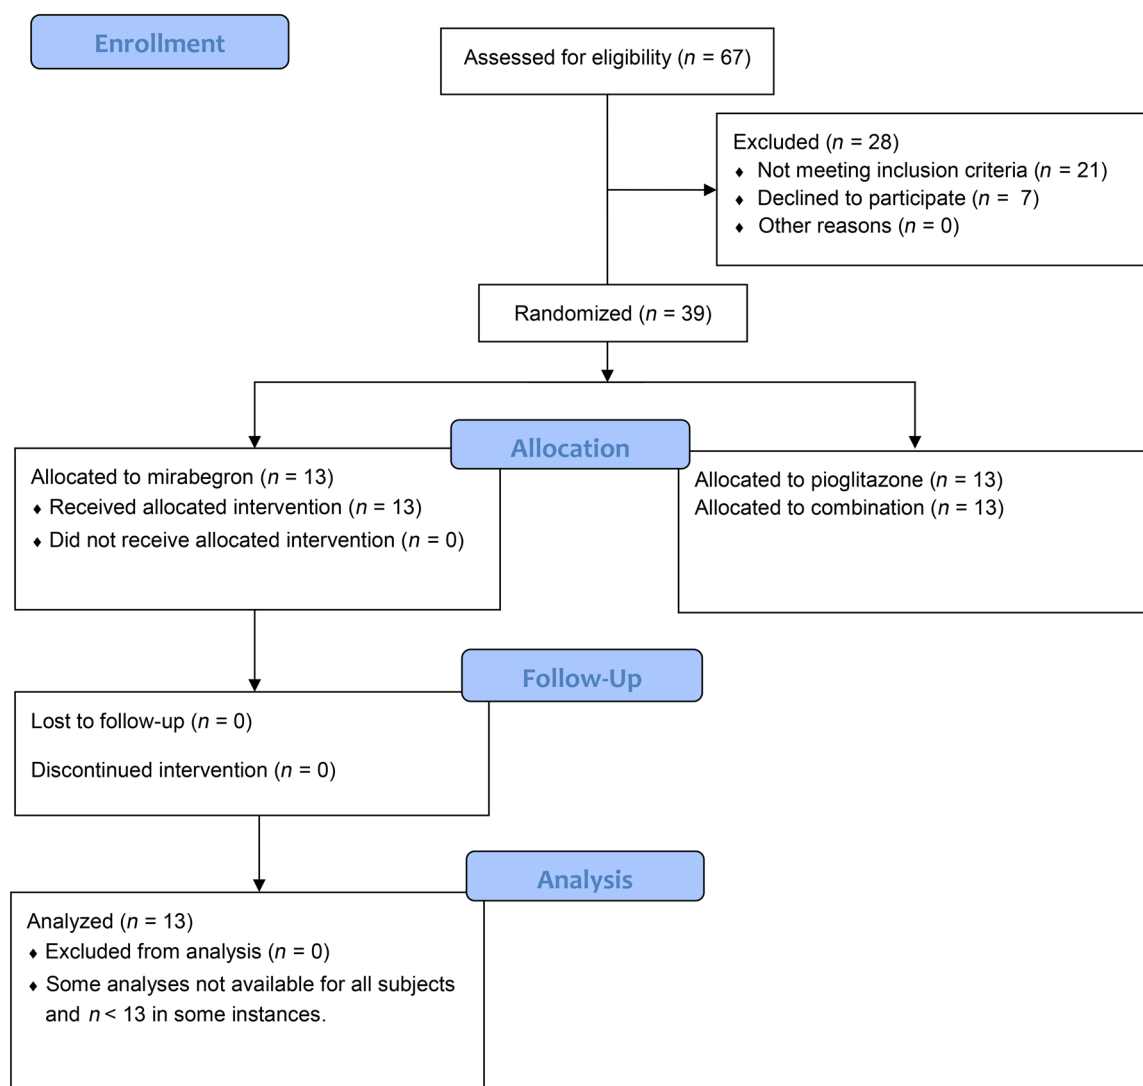 Enrollment
Assessed for eligibility (n = 67)
Excluded (n = 28)
♦ Not meeting inclusion criteria (n = 21)
♦ Declined to participate (n = 7)
♦ Other reasons (n = 0)
Randomized (n = 39)
Allocation
Allocated to mirabegron (n = 13)
♦ Received allocated intervention (n = 13)
♦ Did not receive allocated intervention (n = 0)
Allocated to pioglitazone (n = 13)
Allocated to combination (n = 13)
Follow-Up
Lost to follow-up (n = 0)
Discontinued intervention (n = 0)
Analysis
Analyzed (n = 13)
♦ Excluded from analysis (n = 0)
♦ Some analyses not available for all subjects
and n < 13 in some instances.